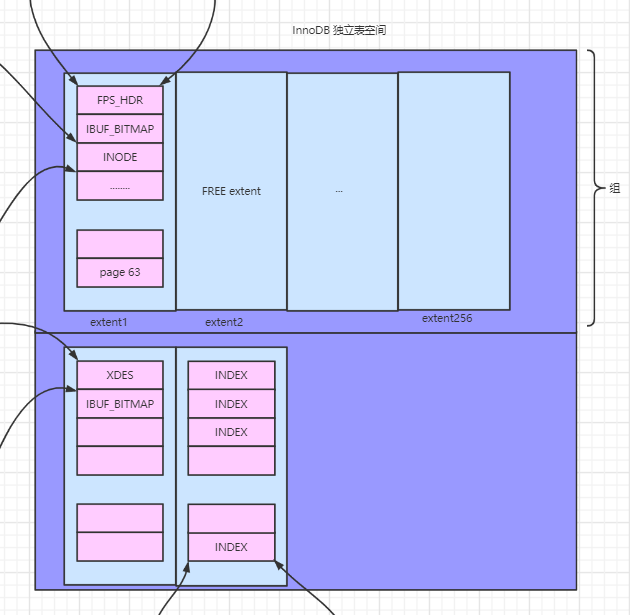 InnoDB 独立表空间
FPS_HDR
IBUF_BITMAP
INODE
........
FREE extent
...
组
page 63
extent1
extent2
extent256
XDES
IBUF_BITMAP
INDEX
INDEX
INDEX
INDEX